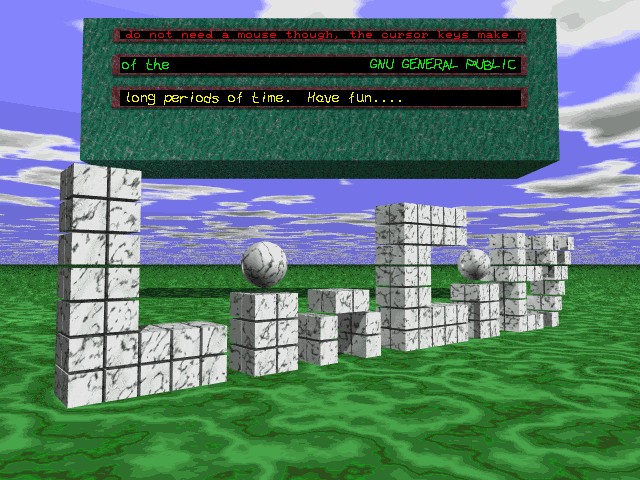 do not need a mouse though, the cursor keys make
of the GNU GENERAL PUBLIC
long periods of time. Have fun....
LinCity